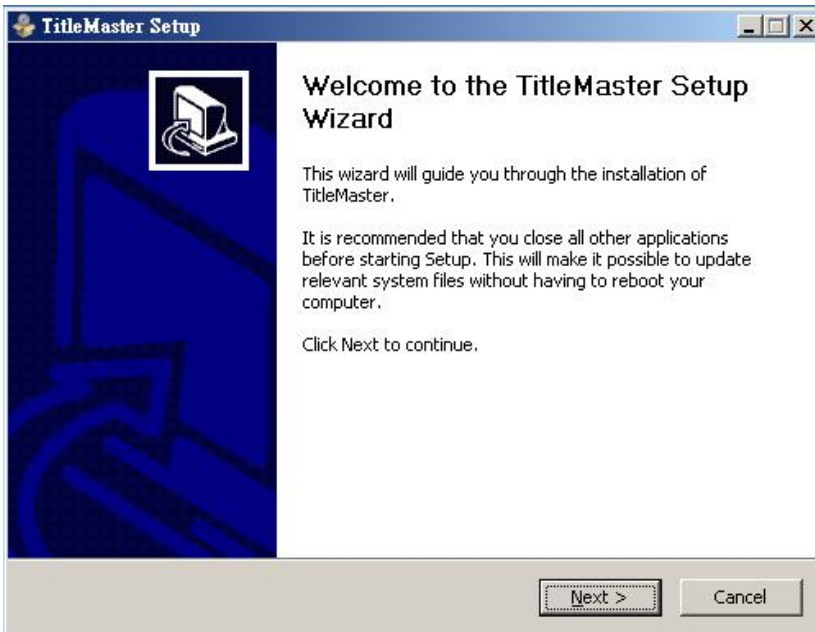 TitleMaster Setup
Welcome to the TitleMaster Setup
Wizard
This wizard will guide you through the installation of
TitleMaster.
It is recommended that you close all other applications
before starting Setup. This will make it possible to update
relevant system files without having to reboot your
computer.
Click Next to continue.
Next >
Cancel